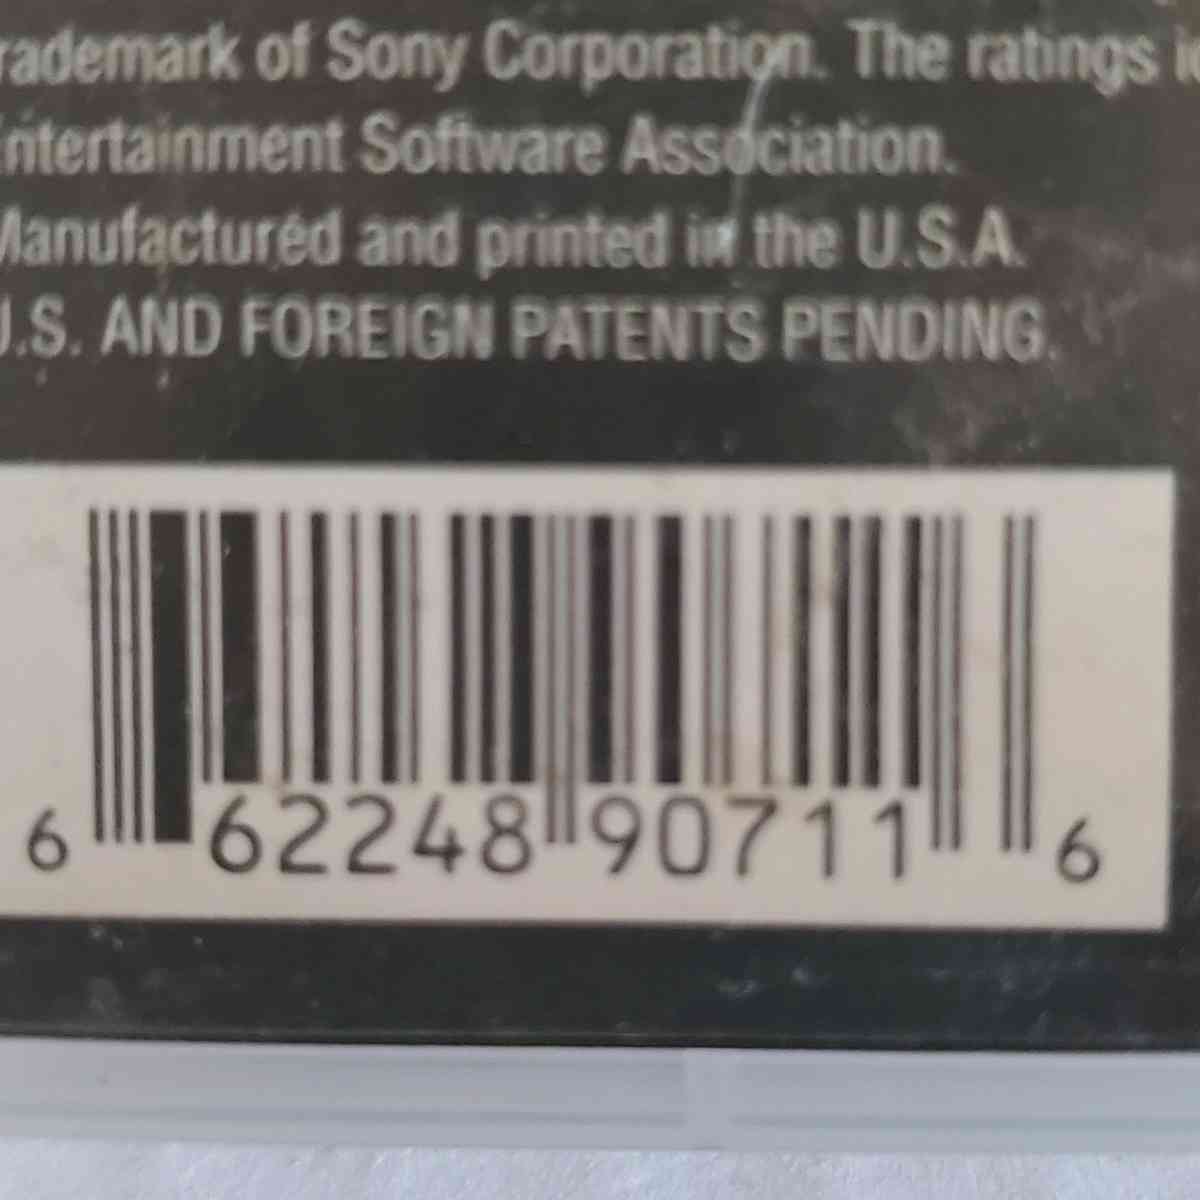 rademark of Sony Corporation. The ratings ic
Entertainment Software Association.
Manufactured and printed in the U.S.A.
U.S. AND FOREIGN PATENTS PENDING.
6 62248 90711 6